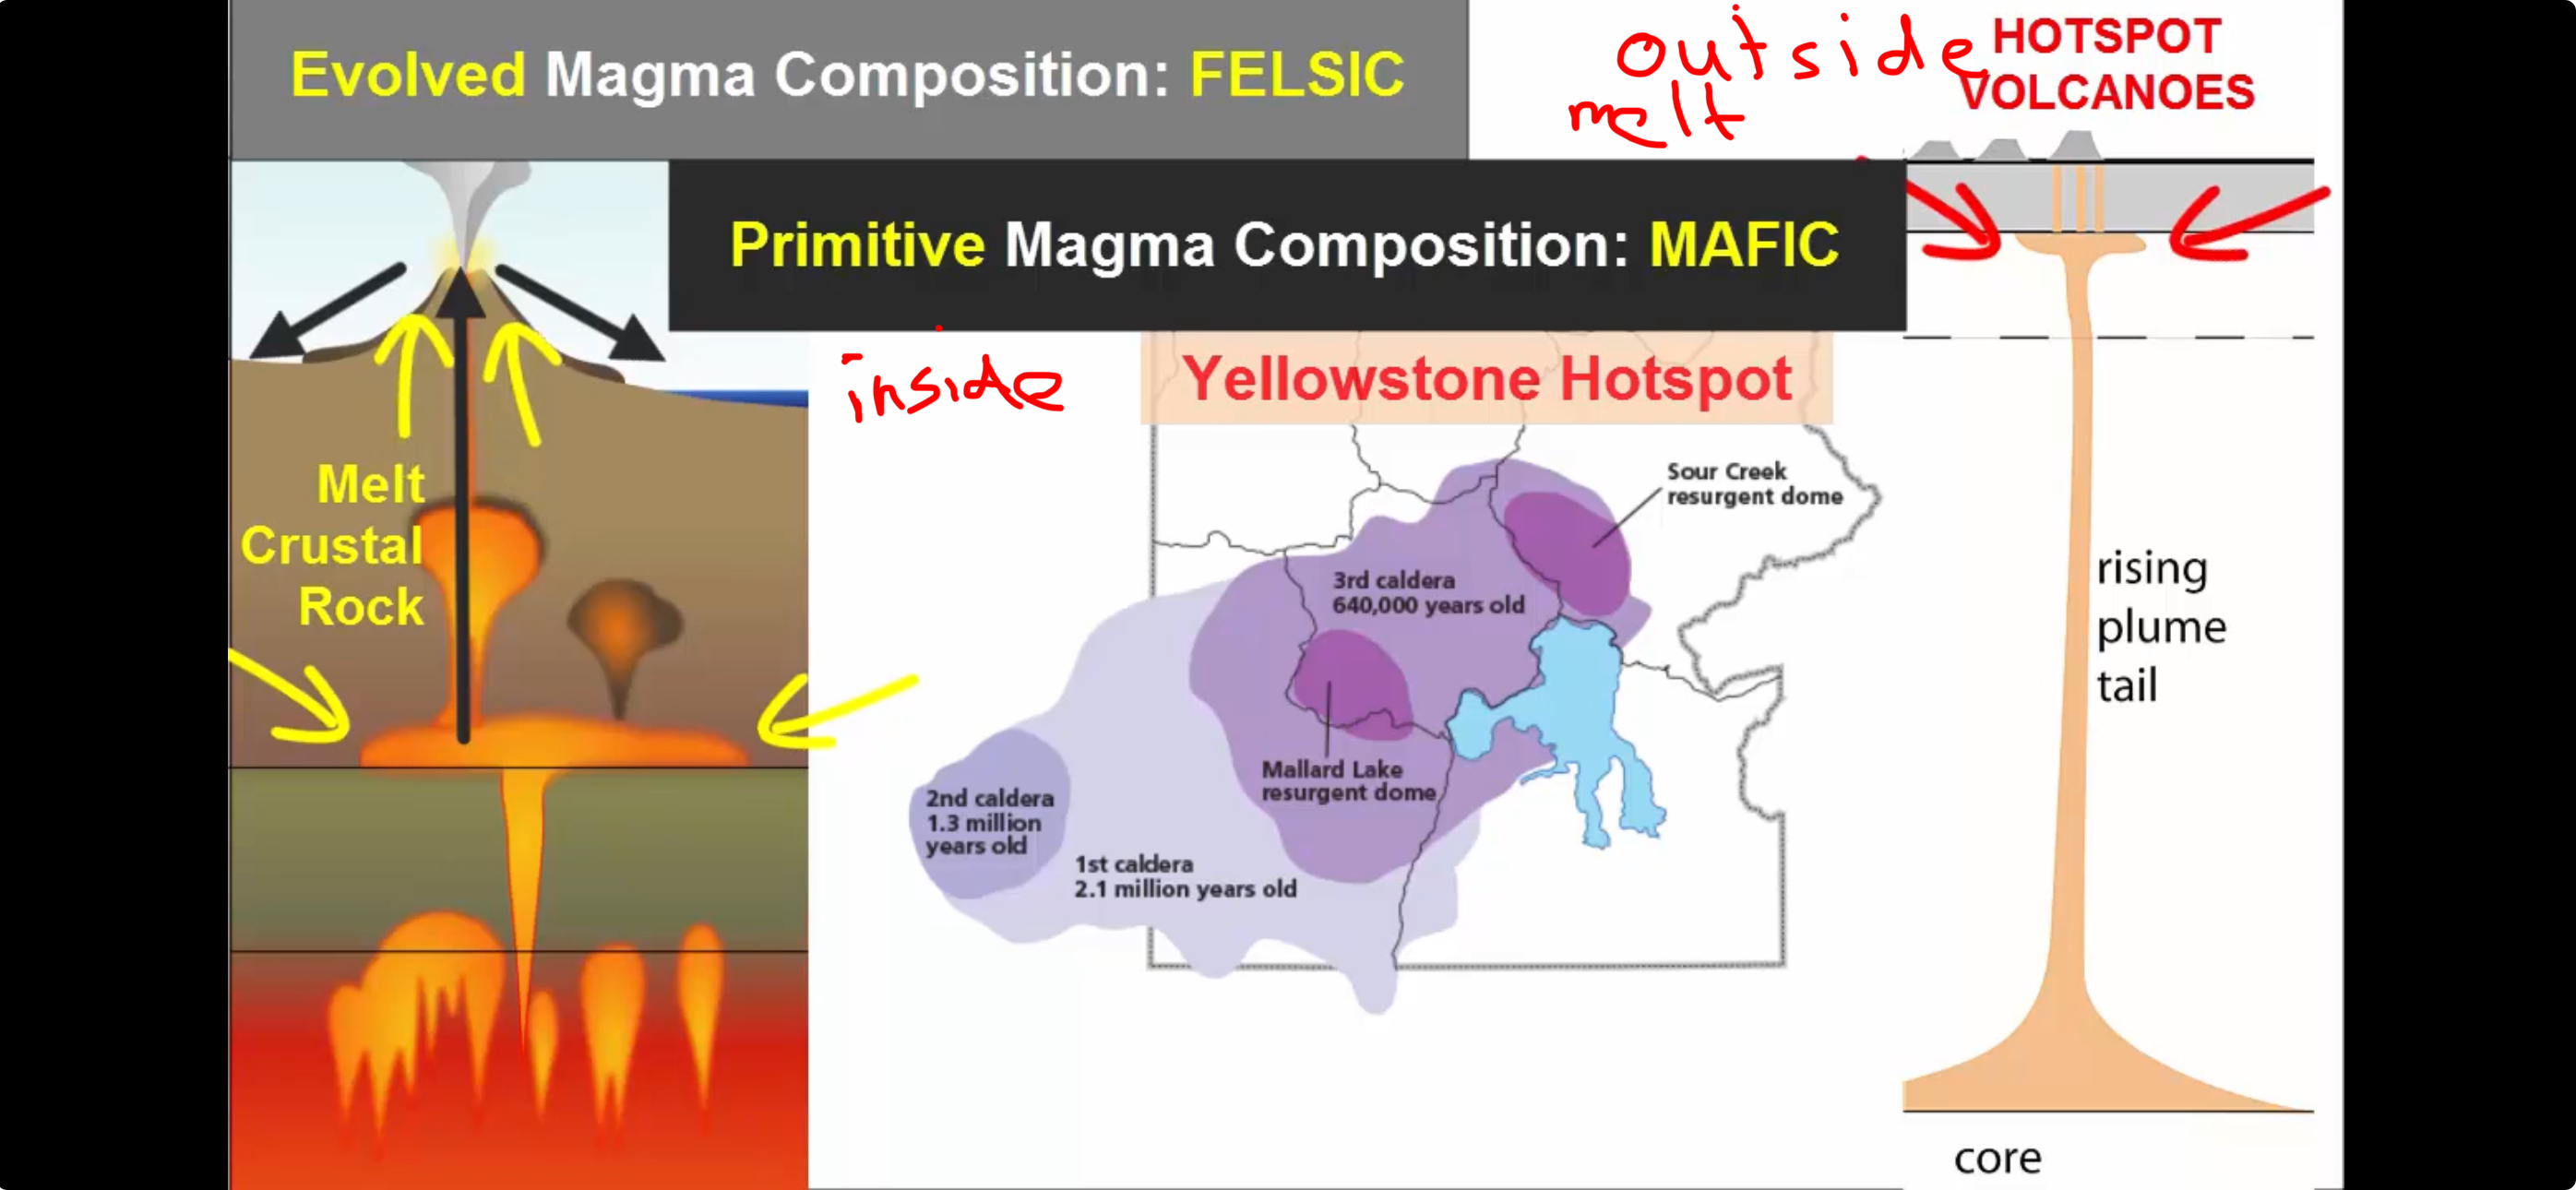 Evolved Magma Composition: FELSIC
outside
melt
HOTSPOT
VOLCANOES
Primitive Magma Composition: MAFIC
inside
Yellowstone Hotspot
Melt
Crustal
Rock
Sour Creek
resurgent dome
3rd caldera
640,000 years old
Mallard Lake
resurgent dome
2nd caldera
1.3 million
years old
1st caldera
2.1 million years old
rising
plume
tail
core